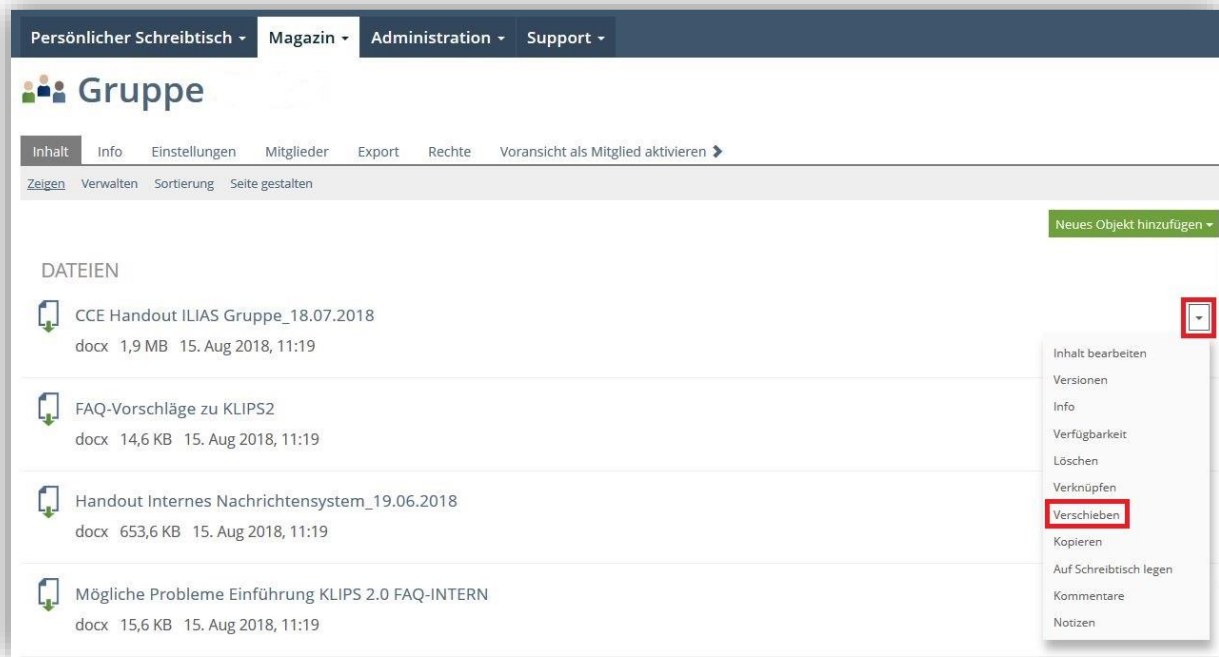 Persönlicher Schreibtisch Magazin Administration Support
Gruppe
Inhalt Info Einstellungen Mitglieder Export Rechte Voransicht als Mitglied aktivieren
Zeigen Verwalten Sortierung Seite gestalten
Neues Objekt hinzufügen
DATEIEN
CCE Handout ILIAS Gruppe_18.07.2018
docx 1,9 MB 15. Aug 2018, 11:19
FAQ-Vorschläge zu KLIPS2
docx 14,6 KB 15. Aug 2018, 11:19
Handout Internes Nachrichtensystem_19.06.2018
docx 653,6 KB 15. Aug 2018, 11:19
Mögliche Probleme Einführung KLIPS 2.0 FAQ-INTERN
docx 15,6 KB 15. Aug 2018, 11:19
Inhalt bearbeiten
Versionen
Info
Verfügbarkeit
Löschen
Verknüpfen
Verschieben
Kopieren
Auf Schreibtisch legen
Kommentare
Notizen